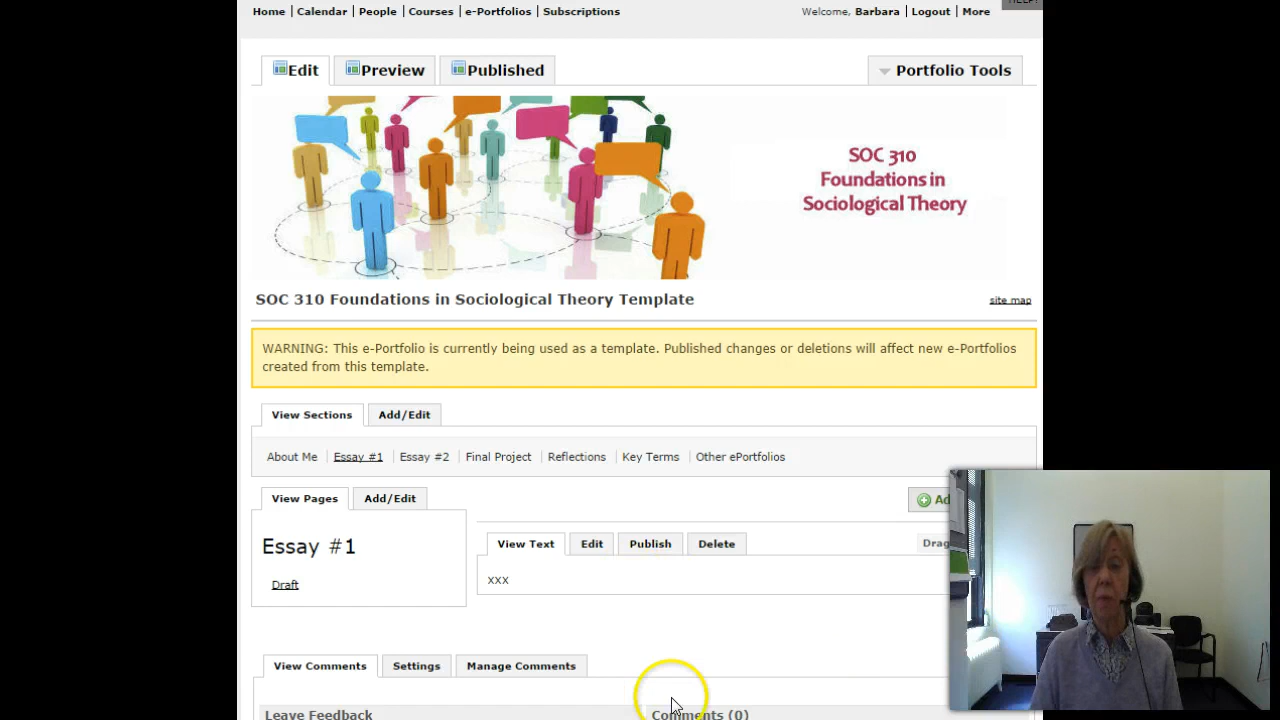 Home | Calendar | People | Courses | e-Portfolios | Subscriptions
Welcome, Barbara | Logout | More
Edit Preview Published
Portfolio Tools
SOC 310
Foundations in
Sociological Theory
SOC 310 Foundations in Sociological Theory Template
site map
WARNING: This e-Portfolio is currently being used as a template. Published changes or deletions will affect new e-Portfolios
created from this template.
View Sections Add/Edit
About Me | Essay #1 | Essay #2 | Final Project | Reflections | Key Terms | Other ePortfolios
View Pages Add/Edit
Essay #1
Draft
View Text Edit Publish Delete
xxx
View Comments Settings Manage Comments
Leave Feedback
Comments (0)